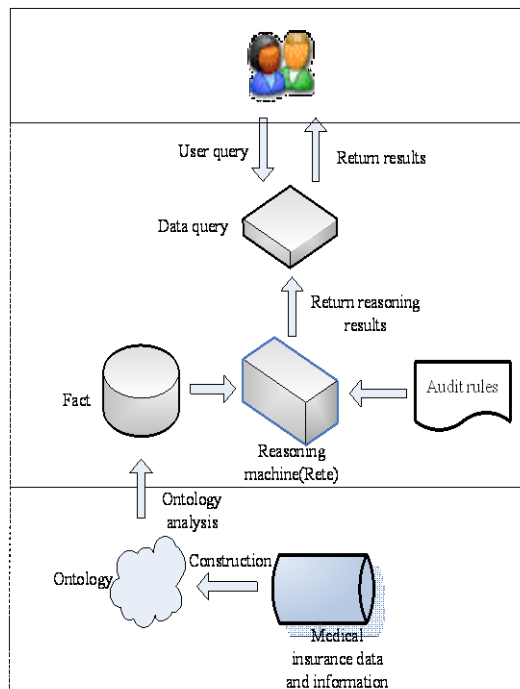 User query
Return results
Data query
Return reasoning
results
Fact
Audit rules
Reasoning
machine(Rete)
Ontology
analysis
Construction
Ontology
Medical
insurance data
and information